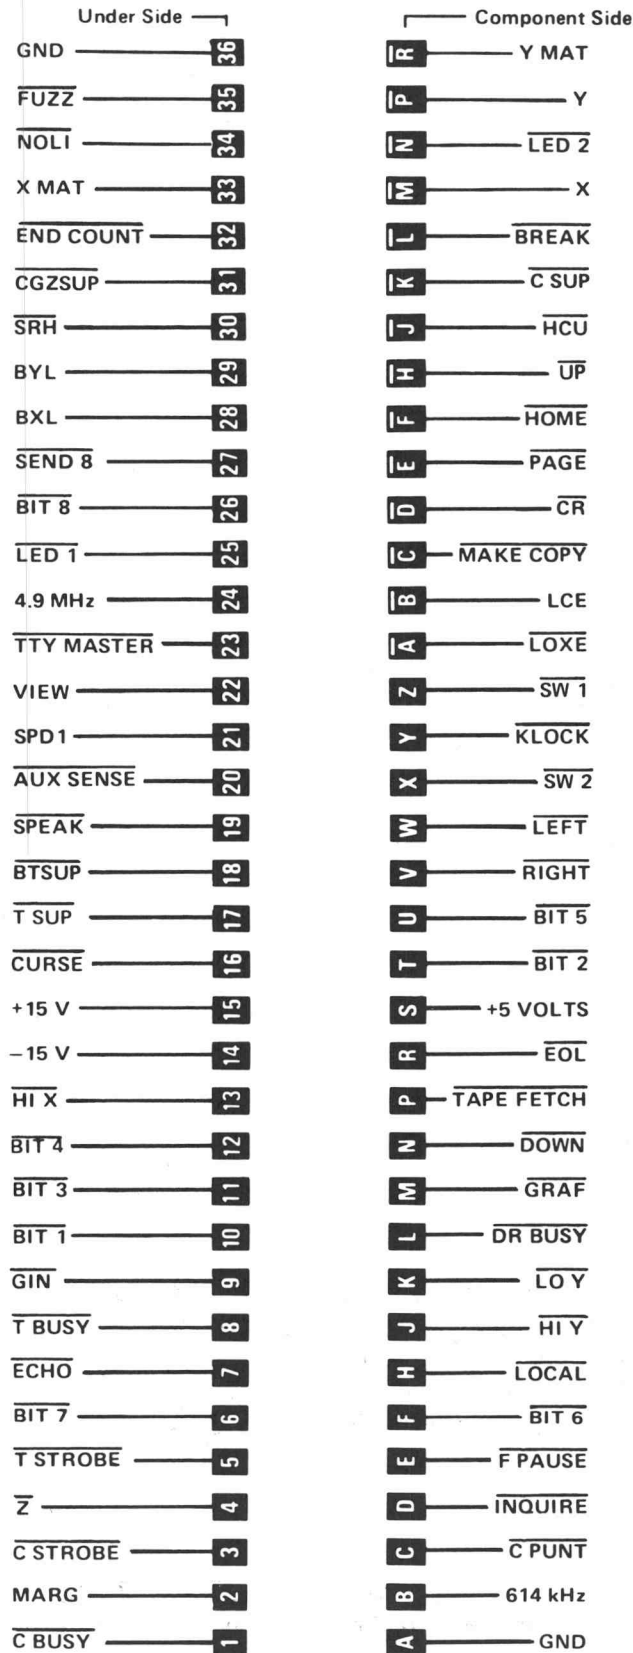 Under Side
GND 36
FUZZ 35
NOLI 34
X MAT 33
END COUNT 32
CGZSUP 31
SRH 30
BYL 29
BXL 28
SEND 8 27
BIT 8 26
LED 1 25
4.9 MHz 24
TTY MASTER 23
VIEW 22
SPD1 21
AUX SENSE 20
SPEAK 19
BTSUP 18
T SUP 17
CURSE 16
+15 V 15
−15 V 14
HI X 13
BIT 4 12
BIT 3 11
BIT 1 10
GIN 9
T BUSY 8
ECHO 7
BIT 7 6
T STROBE 5
Z 4
C STROBE 3
MARG 2
C BUSY 1
Component Side
R Y MAT
P Y
N LED 2
M X
L BREAK
K C SUP
J HCU
H UP
F HOME
E PAGE
D CR
C MAKE COPY
B LCE
A LOXE
Z SW 1
Y KLOCK
X SW 2
W LEFT
V RIGHT
U BIT 5
T BIT 2
S +5 VOLTS
R EOL
P TAPE FETCH
N DOWN
M GRAF
L DR BUSY
K LO Y
J HI Y
H LOCAL
F BIT 6
E F PAUSE
D INQUIRE
C C PUNT
B 614 kHz
A GND